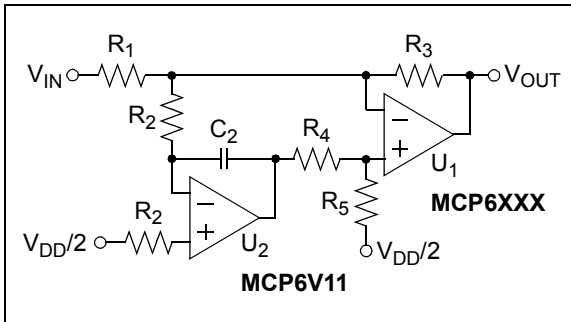 R1
R3
VIN
VOUT
R2
C2
R4
U1
R5
MCP6XXX
R2
VDD/2
U2
VDD/2
MCP6V11